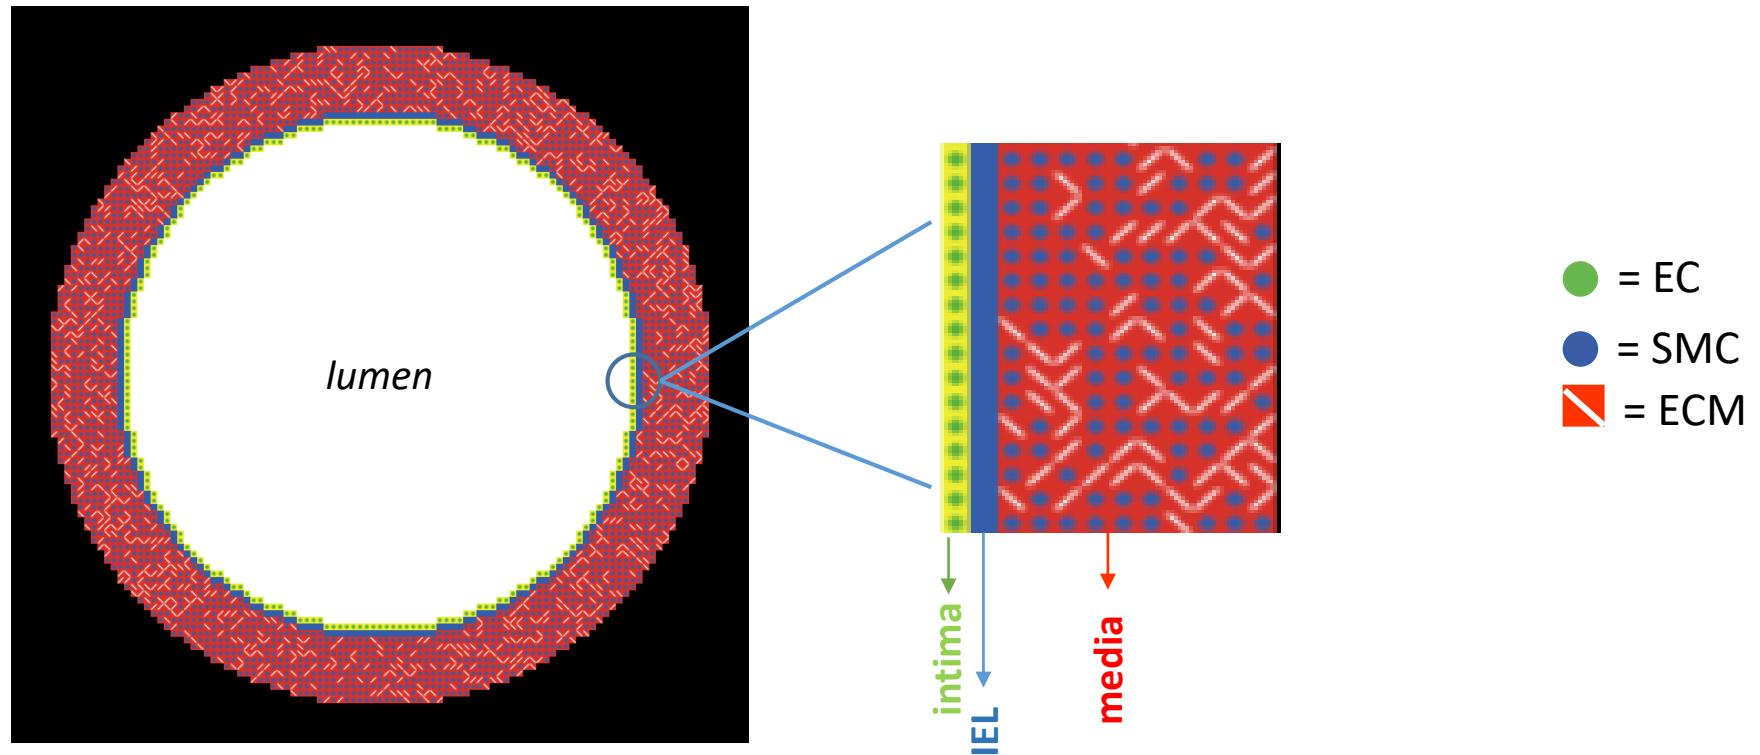 lumen
= EC
= SMC
= ECM
intima
IEL
media